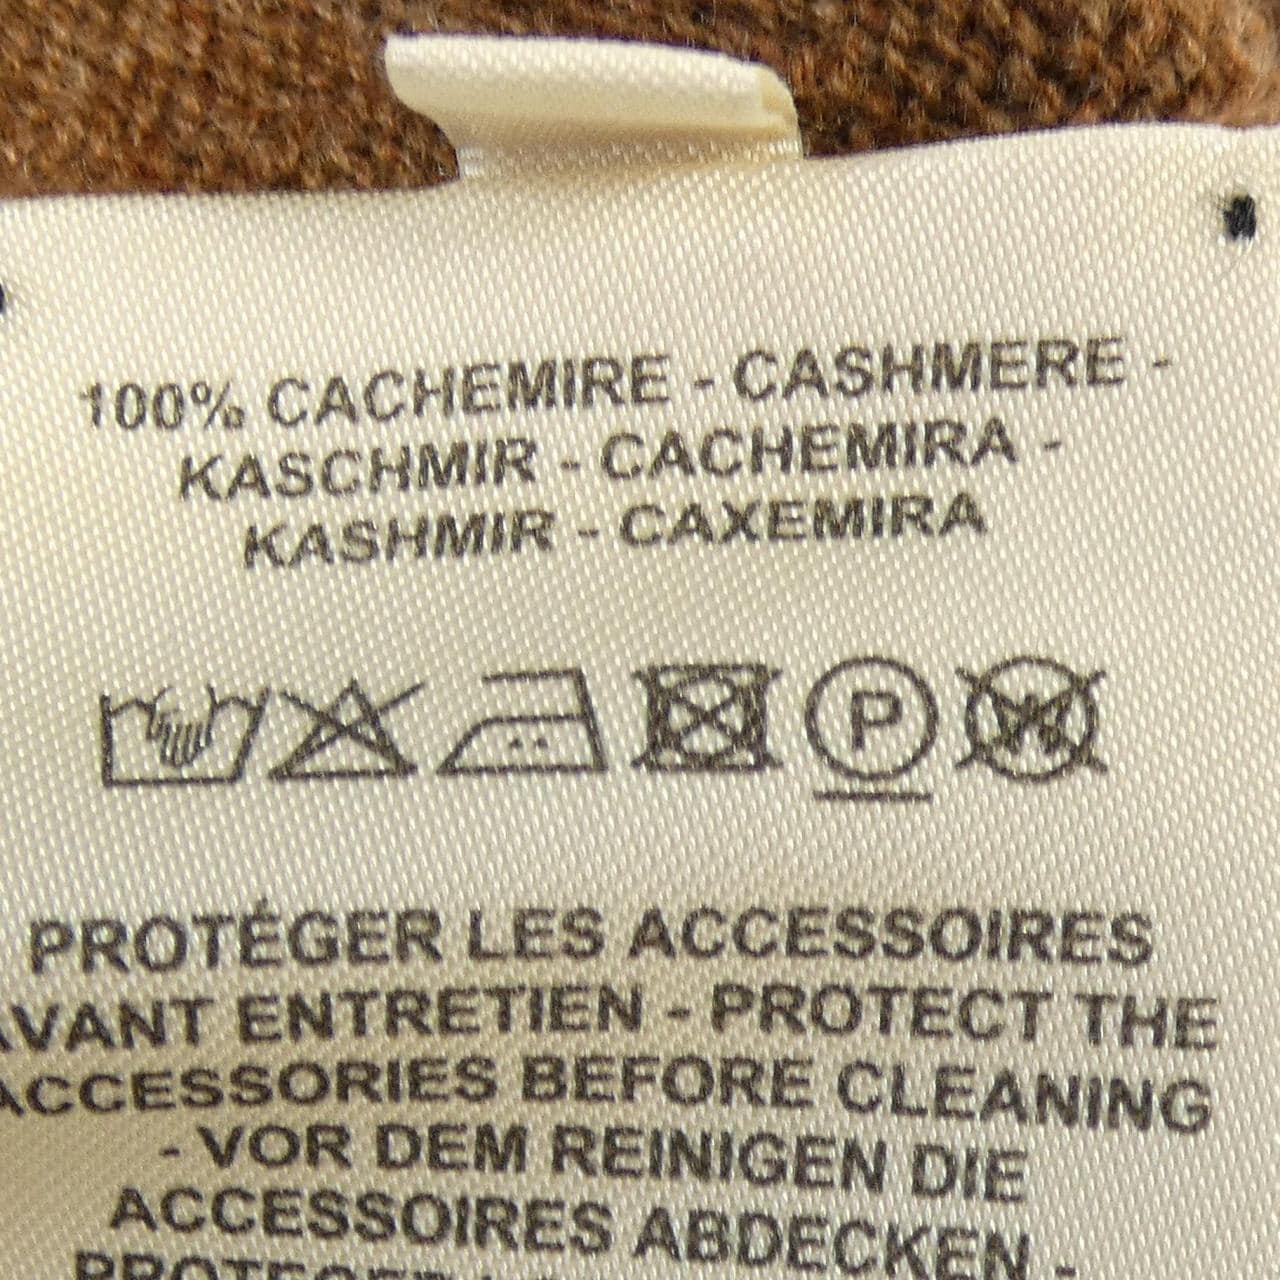 100% CACHEMIRE - CASHMERE -
KASCHMIR - CACHEMIRA -
KASHMIR - CAXEMIRA
P W
PROTÉGER LES ACCESSOIRES
AVANT ENTRETIEN - PROTECT THE
ACCESSORIES BEFORE CLEANING
- VOR DEM REINIGEN DIE
ACCESSOIRES ABDECKEN -